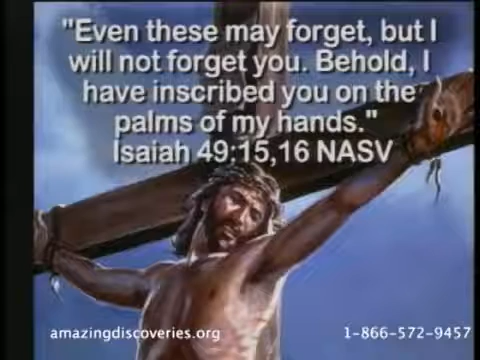 "Even these may forget, but I
will not forget you. Behold, I
have inscribed you on the
palms of my hands."
Isaiah 49:15,16 NASV
amazingdiscoveries.org
1-866-572-9457